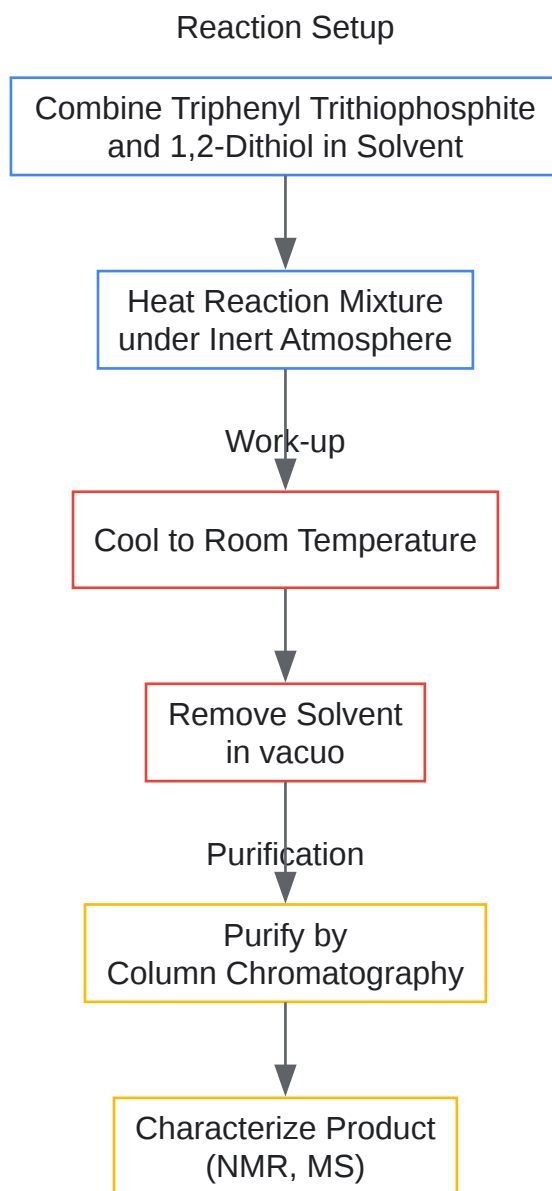 Reaction Setup
Combine Triphenyl Trithiophosphite
and 1,2-Dithiol in Solvent
Heat Reaction Mixture
under Inert Atmosphere
Work-up
Cool to Room Temperature
Remove Solvent
in vacuo
Purification
Purify by
Column Chromatography
Characterize Product
(NMR, MS)